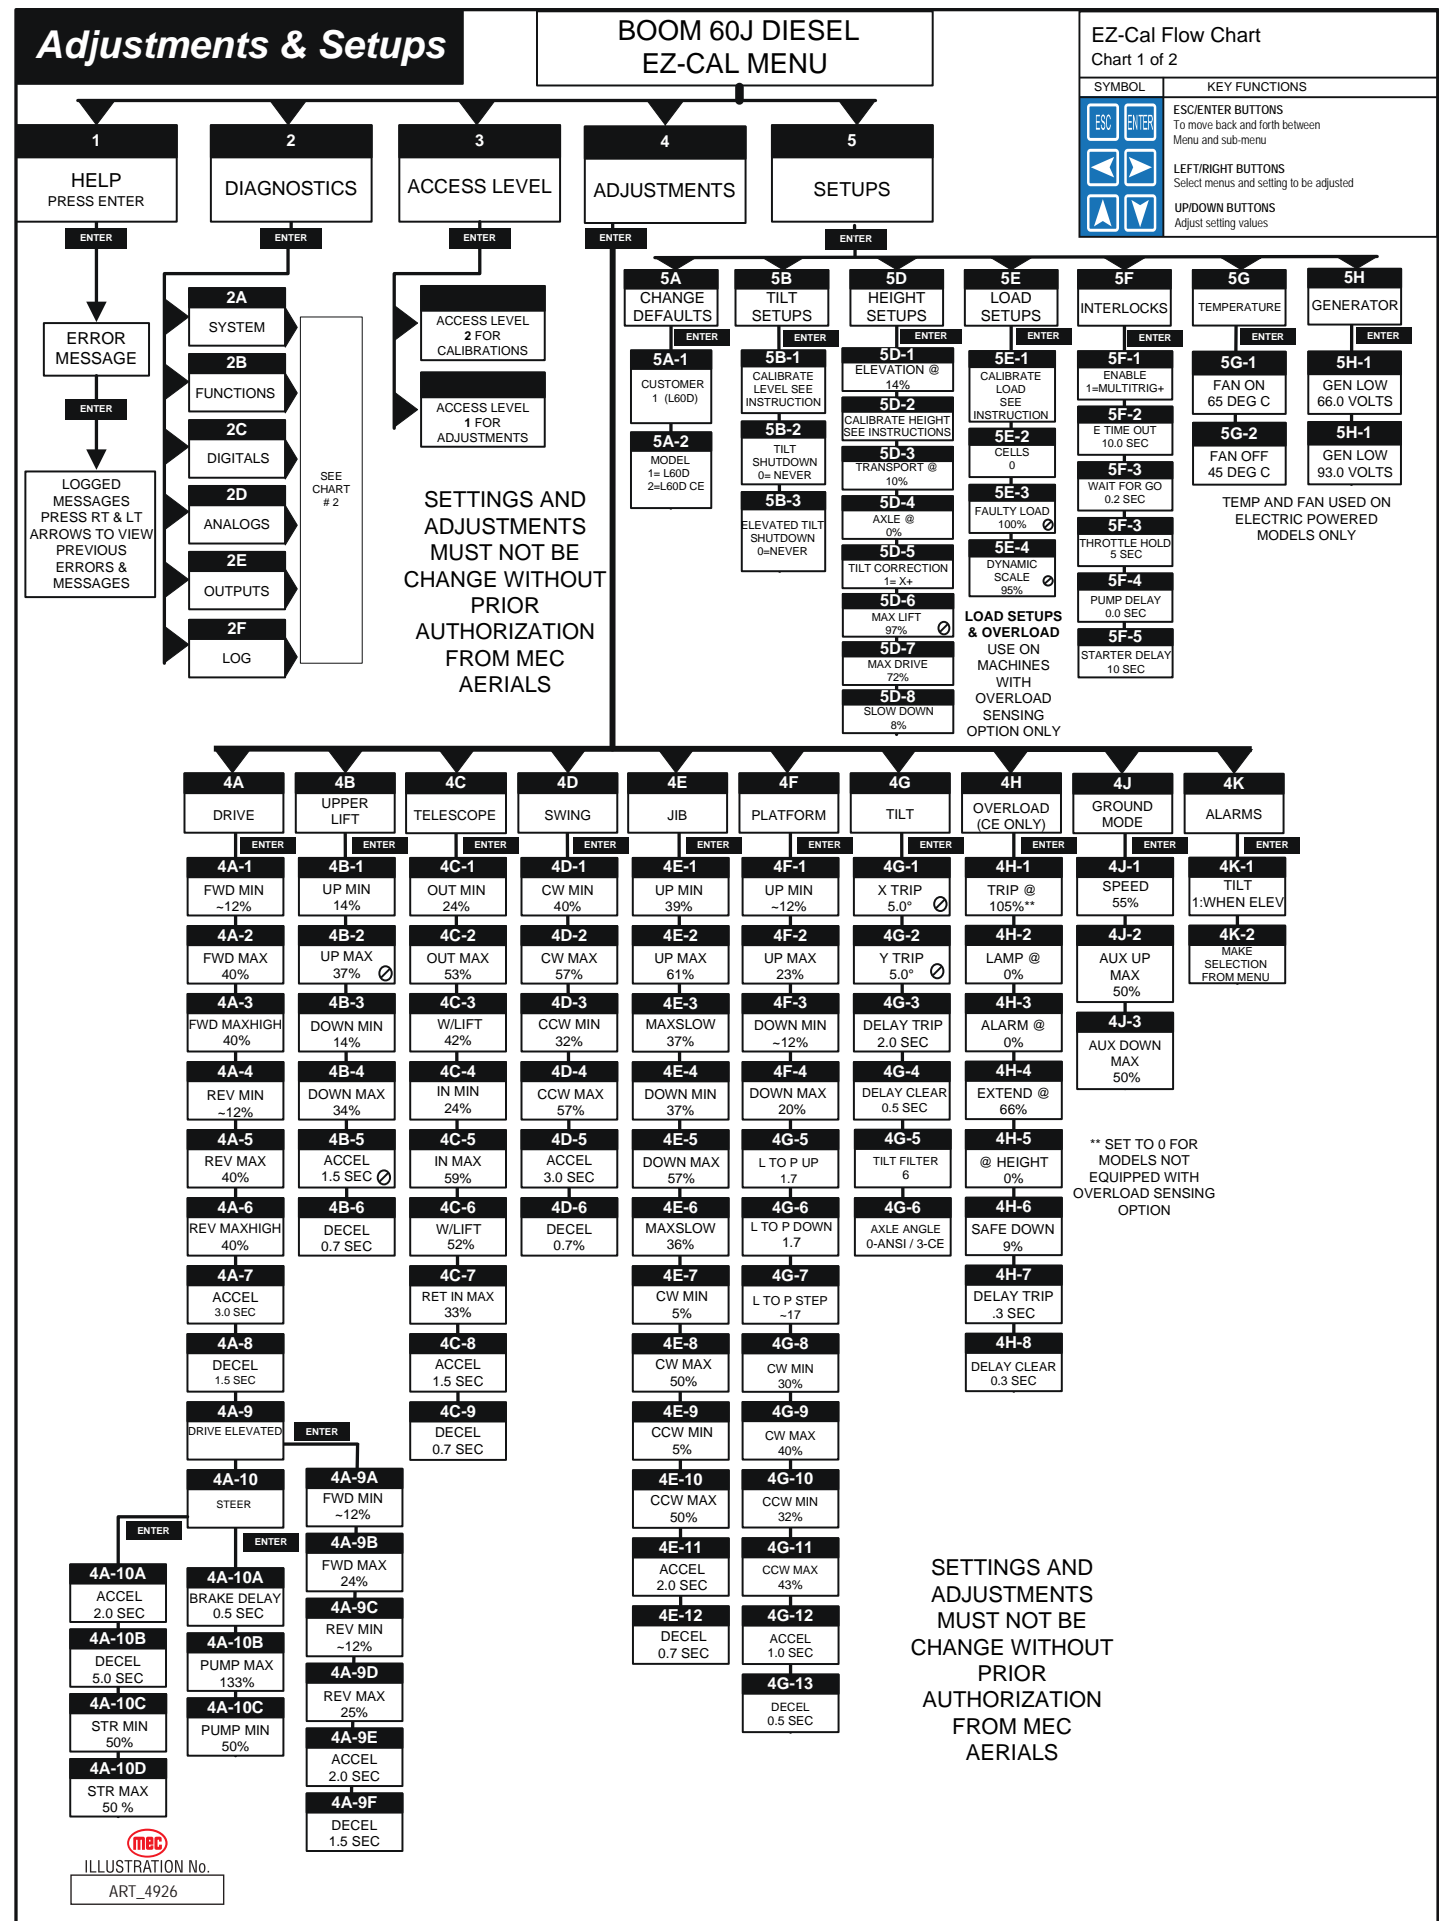 Adjustments & Setups
BOOM 60J DIESEL
EZ-CAL MENU
EZ-Cal Flow Chart
Chart 1 of 2
SYMBOL
KEY FUNCTIONS
ESC
ENTER
ESC/ENTER BUTTONS
To move back and forth between
Menu and sub-menu
LEFT/RIGHT BUTTONS
Select menus and setting to be adjusted
UP/DOWN BUTTONS
Adjust setting values
1
HELP
PRESS ENTER
ENTER
ERROR
MESSAGE
ENTER
LOGGED
MESSAGES
PRESS RT & LT
ARROWS TO VIEW
PREVIOUS
ERRORS &
MESSAGES
2
DIAGNOSTICS
ENTER
2A
SYSTEM
2B
FUNCTIONS
2C
DIGITALS
2D
ANALOGS
2E
OUTPUTS
2F
LOG
SEE
CHART
# 2
3
ACCESS LEVEL
ENTER
ACCESS LEVEL
2 FOR
CALIBRATIONS
ACCESS LEVEL
1 FOR
ADJUSTMENTS
SETTINGS AND
ADJUSTMENTS
MUST NOT BE
CHANGE WITHOUT
PRIOR
AUTHORIZATION
FROM MEC
AERIALS
4
ADJUSTMENTS
ENTER
5
SETUPS
ENTER
5A
CHANGE
DEFAULTS
ENTER
5A-1
CUSTOMER
1 (L60D)
5A-2
MODEL
1= L60D
2=L60D CE
5B
TILT
SETUPS
ENTER
5B-1
CALIBRATE
LEVEL SEE
INSTRUCTION
5B-2
TILT
SHUTDOWN
0= NEVER
5B-3
ELEVATED TILT
SHUTDOWN
0=NEVER
5D
HEIGHT
SETUPS
ENTER
5D-1
ELEVATION @
14%
5D-2
CALIBRATE HEIGHT
SEE INSTRUCTIONS
5D-3
TRANSPORT @
10%
5D-4
AXLE @
0%
5D-5
TILT CORRECTION
1= X+
5D-6
MAX LIFT
97%
5D-7
MAX DRIVE
72%
5D-8
SLOW DOWN
8%
5E
LOAD
SETUPS
ENTER
5E-1
CALIBRATE
LOAD
SEE
INSTRUCTION
5E-2
CELLS
0
5E-3
FAULTY LOAD
100%
5E-4
DYNAMIC
SCALE
95%
LOAD SETUPS
& OVERLOAD
USE ON
MACHINES
WITH
OVERLOAD
SENSING
OPTION ONLY
5F
INTERLOCKS
ENTER
5F-1
ENABLE
1=MULTITRIG+
5F-2
E TIME OUT
10.0 SEC
5F-3
WAIT FOR GO
0.2 SEC
5F-3
THROTTLE HOLD
5 SEC
5F-4
PUMP DELAY
0.0 SEC
5F-5
STARTER DELAY
10 SEC
5G
TEMPERATURE
ENTER
5G-1
FAN ON
65 DEG C
5G-2
FAN OFF
45 DEG C
5H
GENERATOR
ENTER
5H-1
GEN LOW
66.0 VOLTS
5H-1
GEN LOW
93.0 VOLTS
TEMP AND FAN USED ON
ELECTRIC POWERED
MODELS ONLY
4A
DRIVE
ENTER
4A-1
FWD MIN
~12%
4A-2
FWD MAX
40%
4A-3
FWD MAXHIGH
40%
4A-4
REV MIN
~12%
4A-5
REV MAX
40%
4A-6
REV MAXHIGH
40%
4A-7
ACCEL
3.0 SEC
4A-8
DECEL
1.5 SEC
4A-9
DRIVE ELEVATED
ENTER
4A-10
STEER
ENTER
ENTER
4A-10A
ACCEL
2.0 SEC
4A-10B
DECEL
5.0 SEC
4A-10C
STR MIN
50%
4A-10D
STR MAX
50 %
4A-10A
BRAKE DELAY
0.5 SEC
4A-10B
PUMP MAX
133%
4A-10C
PUMP MIN
50%
4A-9A
FWD MIN
~12%
4A-9B
FWD MAX
24%
4A-9C
REV MIN
~12%
4A-9D
REV MAX
25%
4A-9E
ACCEL
2.0 SEC
4A-9F
DECEL
1.5 SEC
4B
UPPER
LIFT
ENTER
4B-1
UP MIN
14%
4B-2
UP MAX
37%
4B-3
DOWN MIN
14%
4B-4
DOWN MAX
34%
4B-5
ACCEL
1.5 SEC
4B-6
DECEL
0.7 SEC
4C
TELESCOPE
ENTER
4C-1
OUT MIN
24%
4C-2
OUT MAX
53%
4C-3
W/LIFT
42%
4C-4
IN MIN
24%
4C-5
IN MAX
59%
4C-6
W/LIFT
52%
4C-7
RET IN MAX
33%
4C-8
ACCEL
1.5 SEC
4C-9
DECEL
0.7 SEC
4D
SWING
ENTER
4D-1
CW MIN
40%
4D-2
CW MAX
57%
4D-3
CCW MIN
32%
4D-4
CCW MAX
57%
4D-5
ACCEL
3.0 SEC
4D-6
DECEL
0.7%
4E
JIB
ENTER
4E-1
UP MIN
39%
4E-2
UP MAX
61%
4E-3
MAXSLOW
37%
4E-4
DOWN MIN
37%
4E-5
DOWN MAX
57%
4E-6
MAXSLOW
36%
4E-7
CW MIN
5%
4E-8
CW MAX
50%
4E-9
CCW MIN
5%
4E-10
CCW MAX
50%
4E-11
ACCEL
2.0 SEC
4E-12
DECEL
0.7 SEC
4F
PLATFORM
ENTER
4F-1
UP MIN
~12%
4F-2
UP MAX
23%
4F-3
DOWN MIN
~12%
4F-4
DOWN MAX
20%
4G-5
L TO P UP
1.7
4G-6
L TO P DOWN
1.7
4G-7
L TO P STEP
~17
4G-8
CW MIN
30%
4G-9
CW MAX
40%
4G-10
CCW MIN
32%
4G-11
CCW MAX
43%
4G-12
ACCEL
1.0 SEC
4G-13
DECEL
0.5 SEC
4G
TILT
ENTER
4G-1
X TRIP
5.0°
4G-2
Y TRIP
5.0°
4G-3
DELAY TRIP
2.0 SEC
4G-4
DELAY CLEAR
0.5 SEC
4G-5
TILT FILTER
6
4G-6
AXLE ANGLE
0-ANSI / 3-CE
4H
OVERLOAD
(CE ONLY)
ENTER
4H-1
TRIP @
105%**
4H-2
LAMP @
0%
4H-3
ALARM @
0%
4H-4
EXTEND @
66%
4H-5
@ HEIGHT
0%
4H-6
SAFE DOWN
9%
4H-7
DELAY TRIP
.3 SEC
4H-8
DELAY CLEAR
0.3 SEC
4J
GROUND
MODE
ENTER
4J-1
SPEED
55%
4J-2
AUX UP
MAX
50%
4J-3
AUX DOWN
MAX
50%
4K
ALARMS
ENTER
4K-1
TILT
1:WHEN ELEV
4K-2
MAKE
SELECTION
FROM MENU
** SET TO 0 FOR
MODELS NOT
EQUIPPED WITH
OVERLOAD SENSING
OPTION
SETTINGS AND
ADJUSTMENTS
MUST NOT BE
CHANGE WITHOUT
PRIOR
AUTHORIZATION
FROM MEC
AERIALS
mec
ILLUSTRATION No.
ART_4926